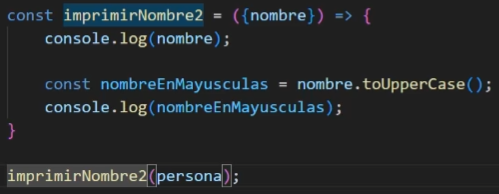 const imprimirNombre2 = ({nombre}) => {
    console.log(nombre);

    const nombreEnMayusculas = nombre.toUpperCase();
    console.log(nombreEnMayusculas);
}

imprimirNombre2(persona);